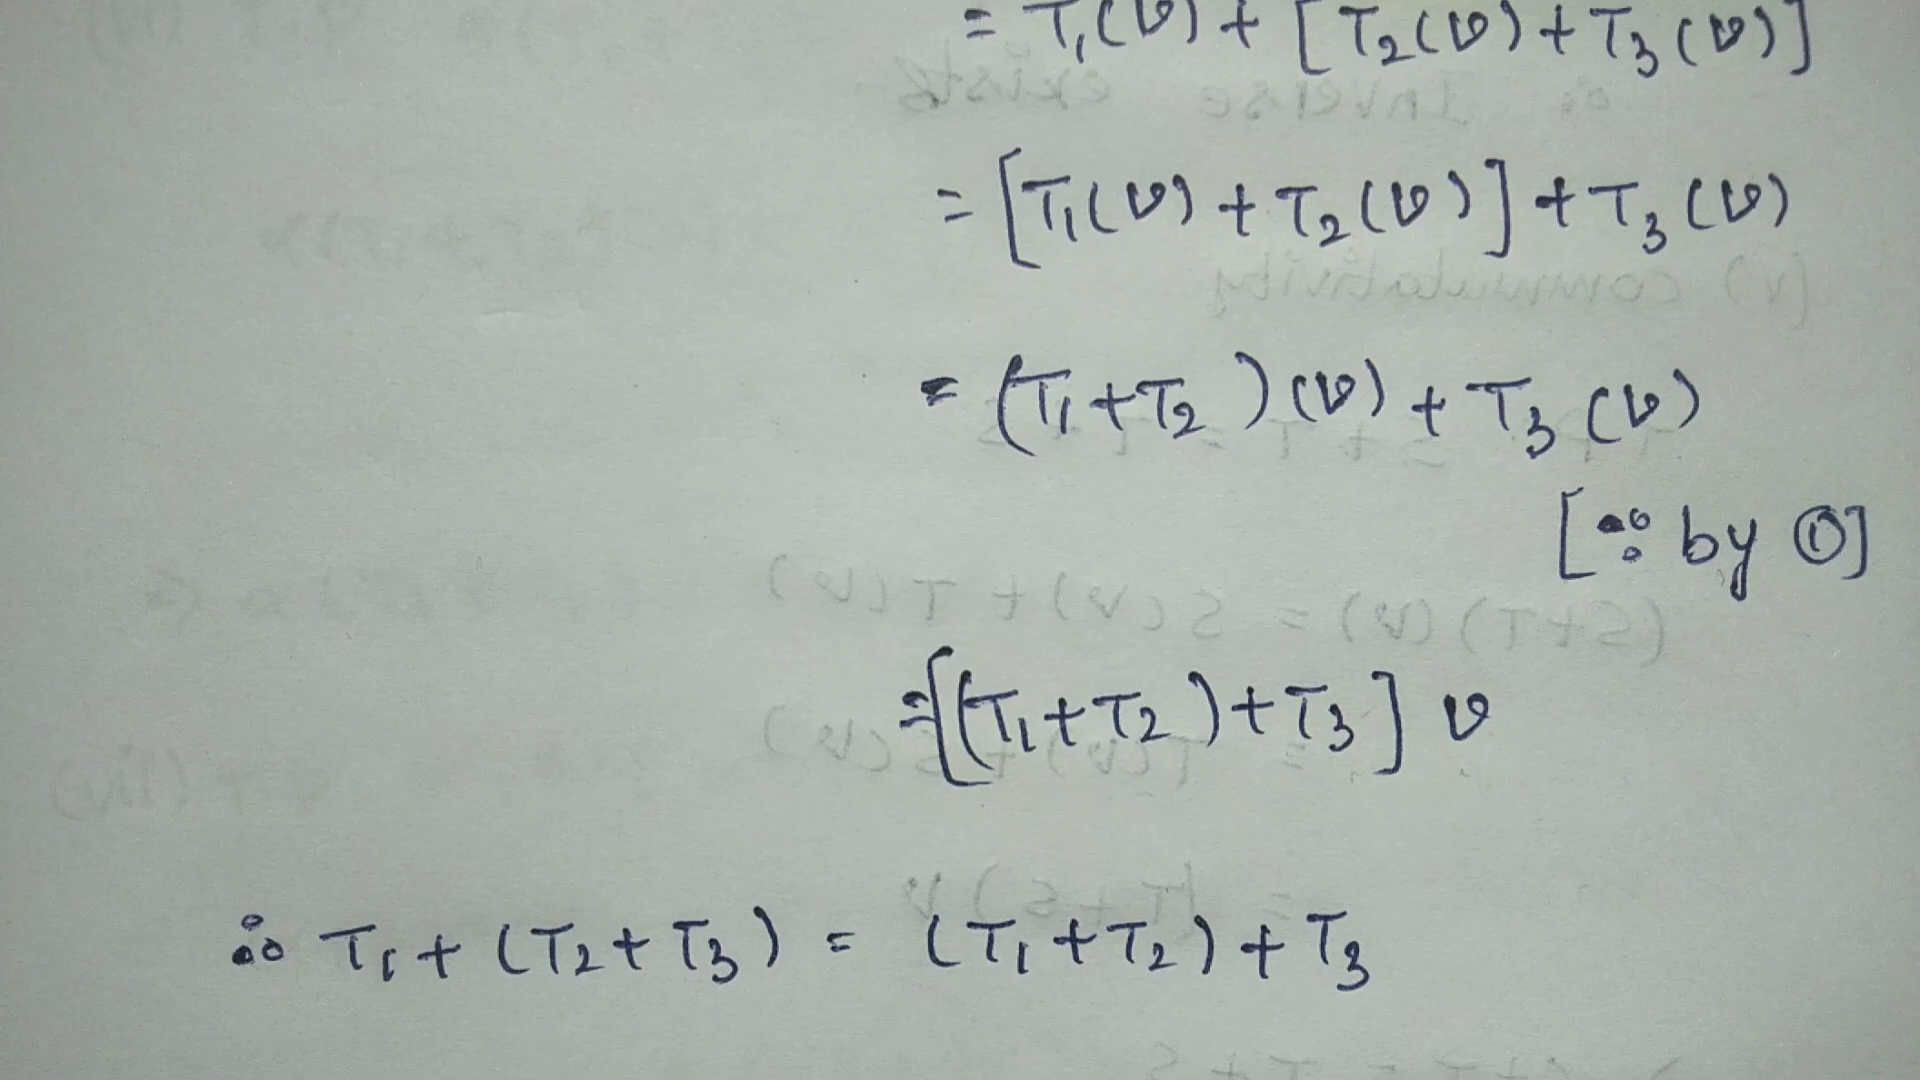 = T₁(v) + [T₂(v) + T₃(v)]
= [T₁(v) + T₂(v)] + T₃(v)
= (T₁+T₂)(v) + T₃(v)
[∵ by ①]
= [(T₁+T₂)+T₃] v
∴ T₁+(T₂+T₃) = (T₁+T₂)+T₃